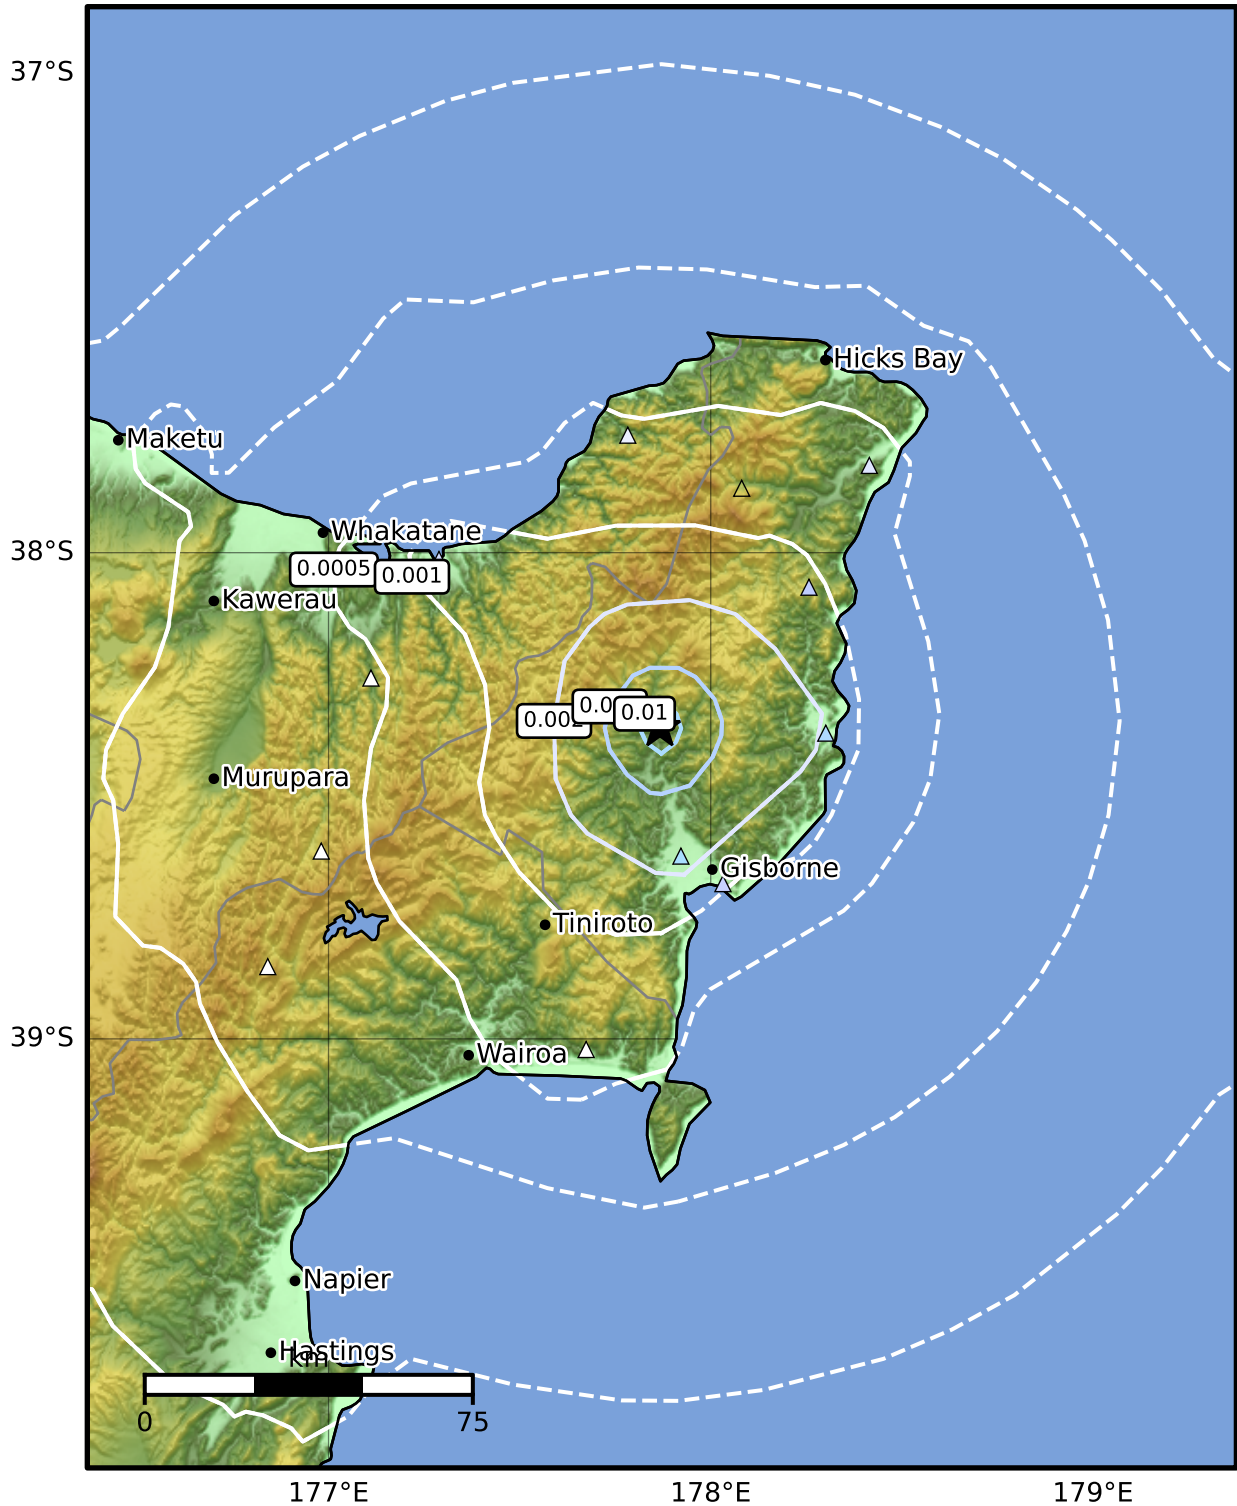 37°S
Hicks Bay
Maketu
Whakatane
38°S
0.0005
0.001
Kawerau
0.01
Murupara
Gisborne
Tiniroto
39°S
Wairoa
Napier
Hastings
km
0
75
177°E
178°E
179°E